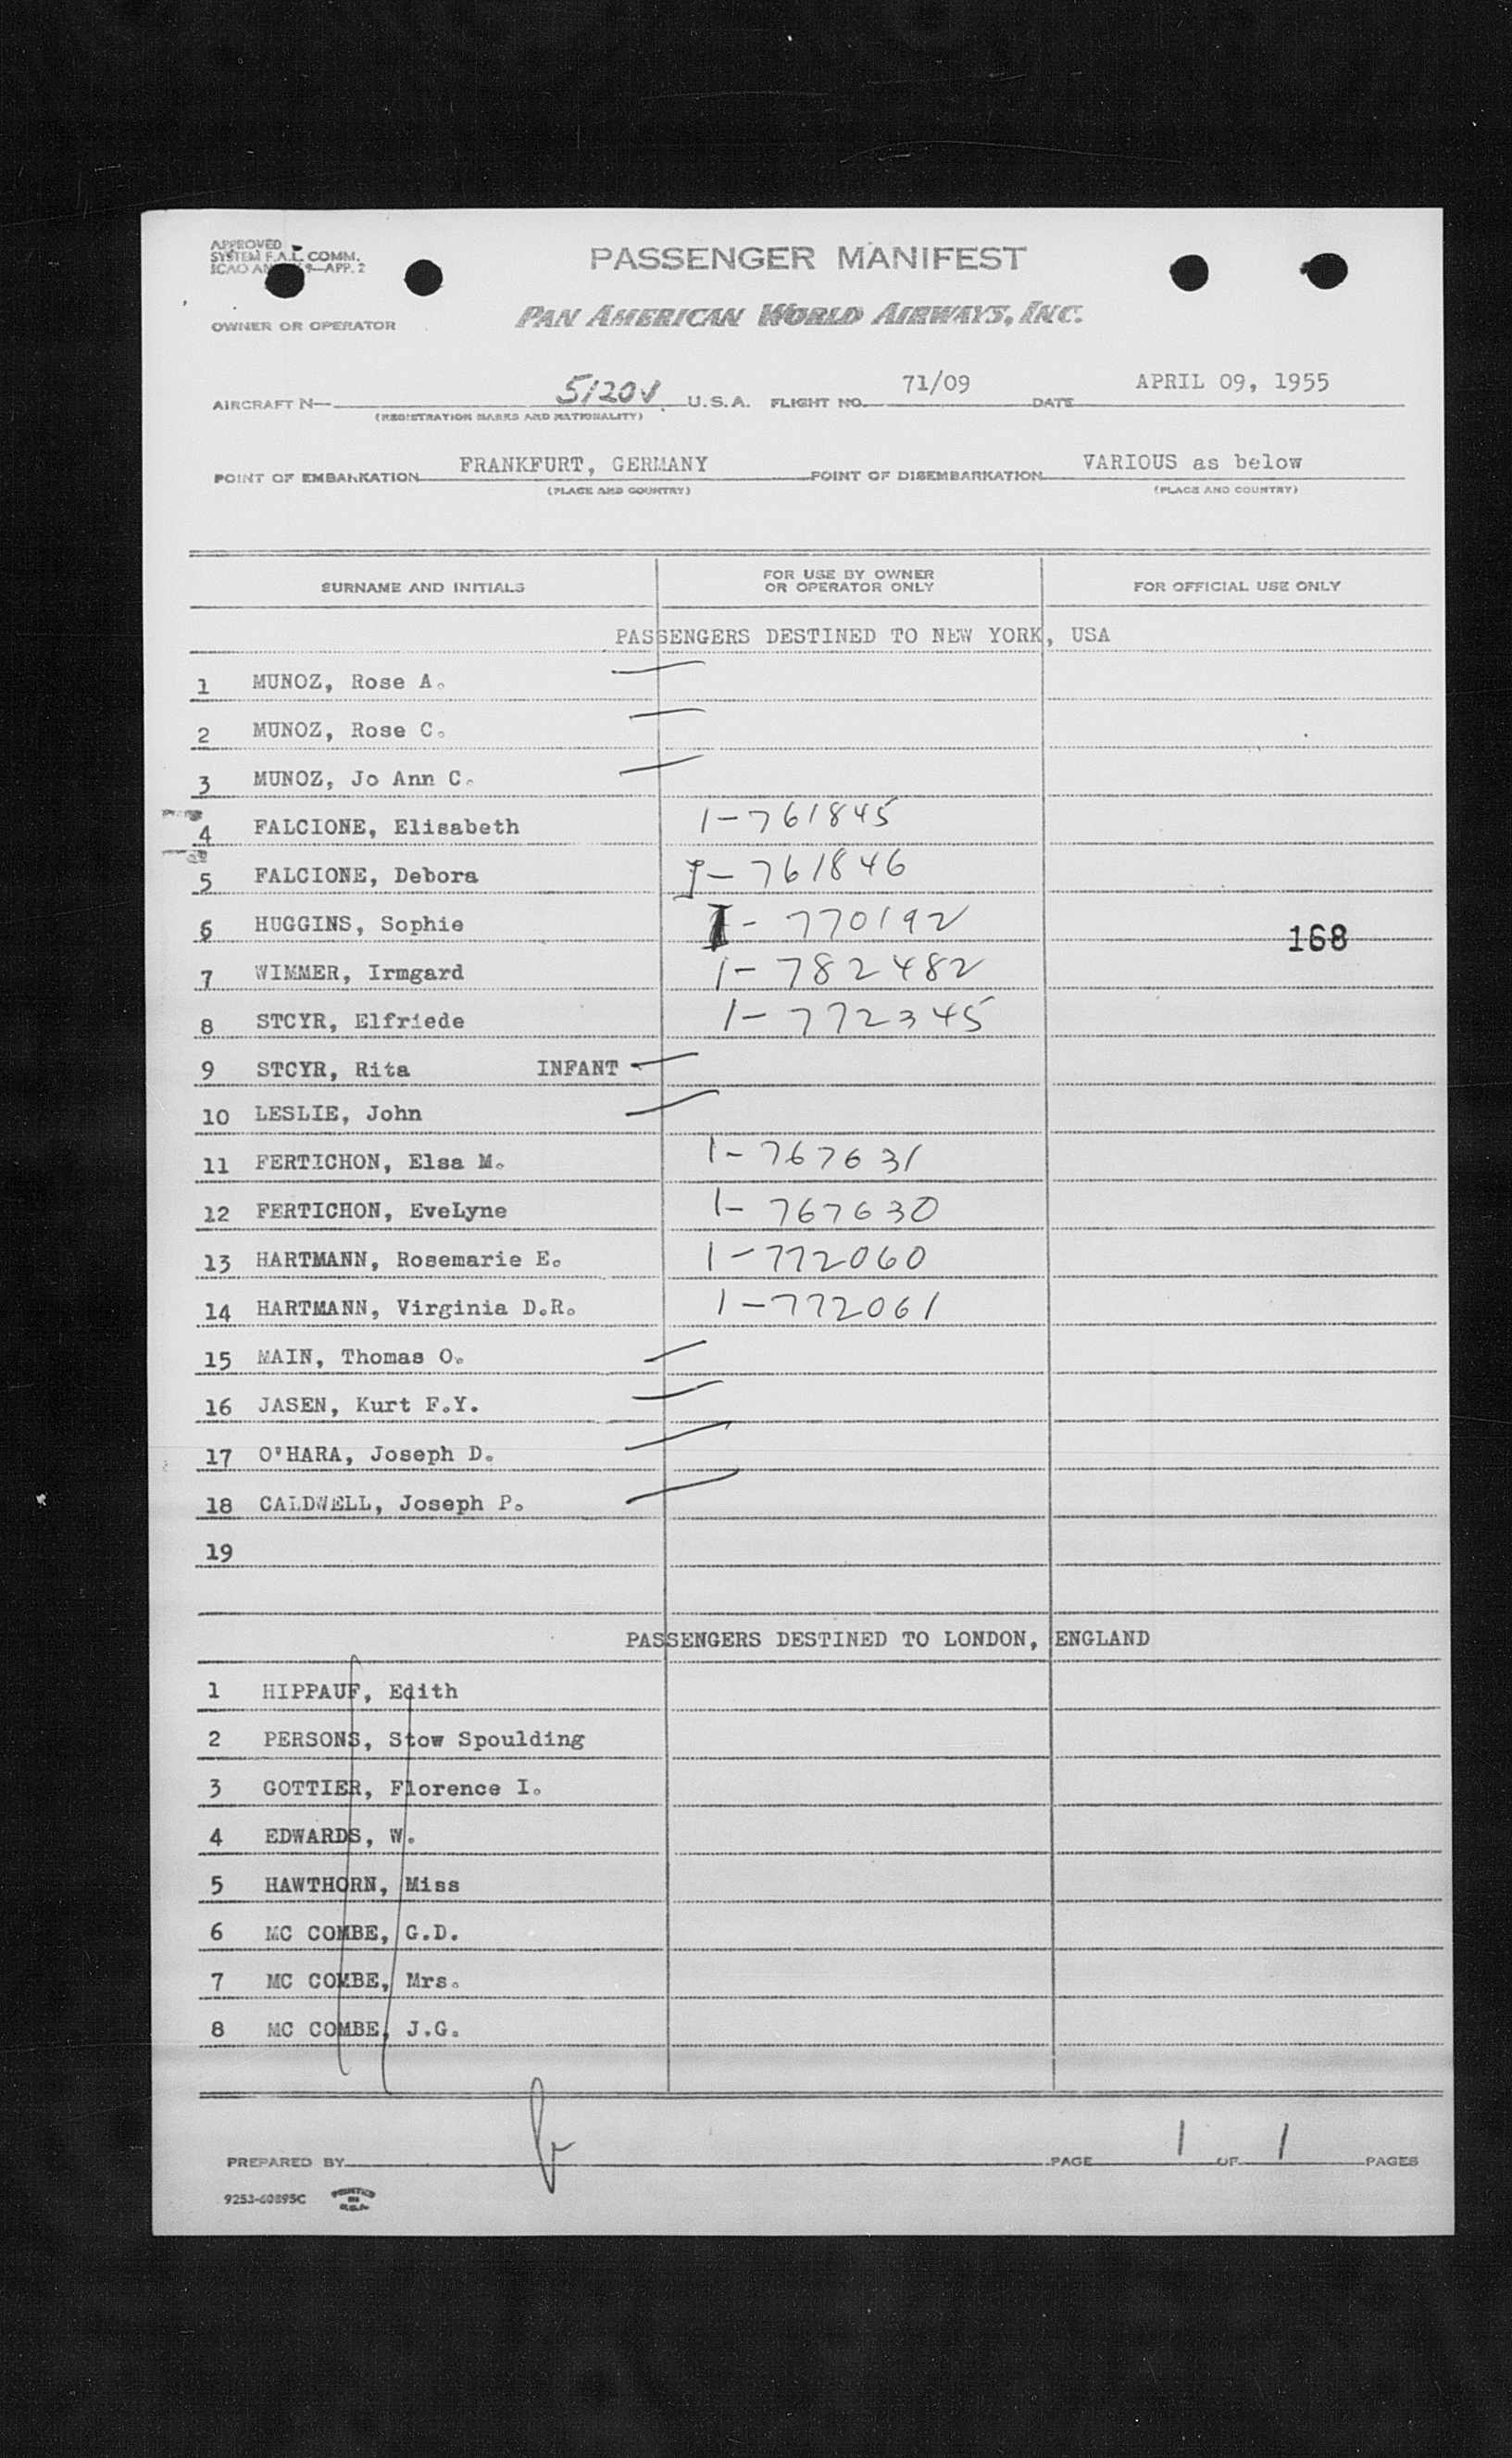 APPROVED
SYSTEM F.A.L. COMM.
ICAO 9—APP. 2
PASSENGER MANIFEST
OWNER OR OPERATOR
PAN AMERICAN WORLD AIRWAYS, INC.
AIRCRAFT N— 5120V U.S.A. FLIGHT NO. 71/09 DATE APRIL 09, 1955
(REGISTRATION MARKS AND NATIONALITY)
POINT OF EMBARKATION FRANKFURT, GERMANY POINT OF DISEMBARKATION VARIOUS as below
(PLACE AND COUNTRY) (PLACE AND COUNTRY)
SURNAME AND INITIALS FOR USE BY OWNER OR OPERATOR ONLY FOR OFFICIAL USE ONLY
PASSENGERS DESTINED TO NEW YORK, USA
1 MUNOZ, Rose A.
2 MUNOZ, Rose C.
3 MUNOZ, Jo Ann C.
4 FALCIONE, Elisabeth 1-761845
5 FALCIONE, Debora 1-761846
6 HUGGINS, Sophie 1-770192
168
7 WIMMER, Irmgard 1-782482
8 STCYR, Elfriede 1-772345
9 STCYR, Rita INFANT
10 LESLIE, John
11 FERTICHON, Elsa M. 1-767631
12 FERTICHON, EveLyne 1-767630
13 HARTMANN, Rosemarie E. 1-772060
14 HARTMANN, Virginia D.R. 1-772061
15 MAIN, Thomas O.
16 JASEN, Kurt F.Y.
17 O'HARA, Joseph D.
18 CALDWELL, Joseph P.
19
PASSENGERS DESTINED TO LONDON, ENGLAND
1 HIPPAUF, Edith
2 PERSONS, Stow Spoulding
3 GOTTIER, Florence I.
4 EDWARDS, W.
5 HAWTHORN, Miss
6 MC COMBE, G.D.
7 MC COMBE, Mrs.
8 MC COMBE, J.G.
PREPARED BY PAGE 1 OF 1 PAGES
9253-60895C PRINTED IN U.S.A.